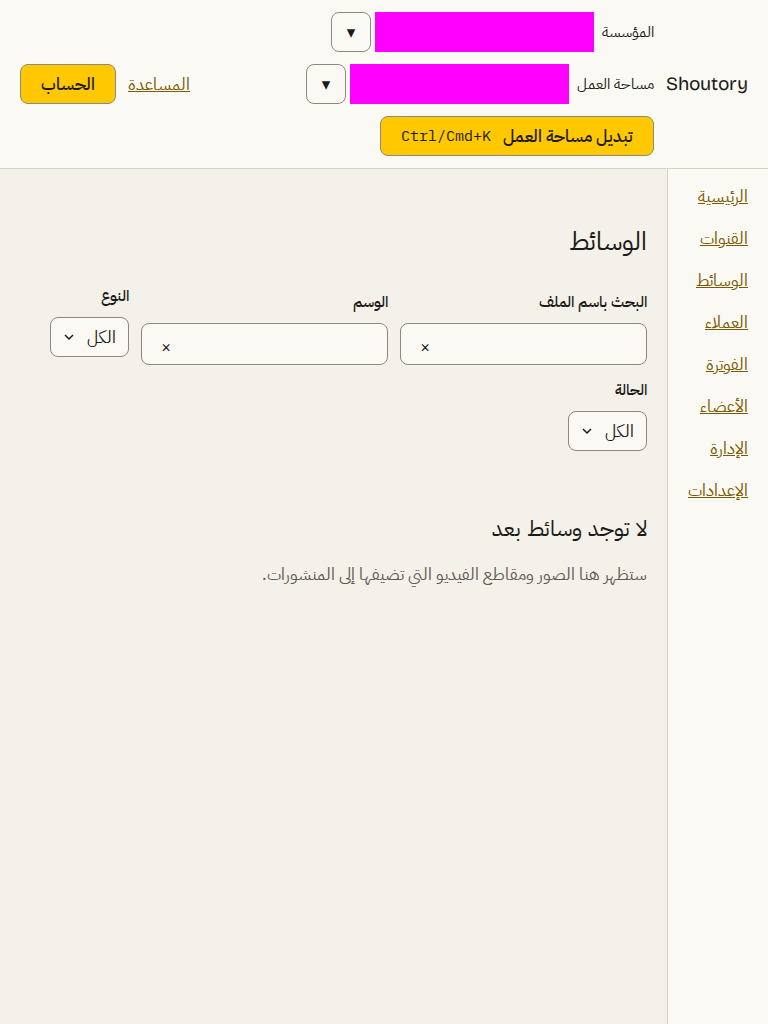 المؤسسة ▼
Shoutory مساحة العمل ▼ المساعدة الحساب
تبديل مساحة العمل Ctrl/Cmd+K
الرئيسية
القنوات
الوسائط
العملاء
الفوترة
الأعضاء
الإدارة
الإعدادات
الوسائط
البحث باسم الملف الوسم النوع
× × الكل
الحالة
الكل
لا توجد وسائط بعد
ستظهر هنا الصور ومقاطع الفيديو التي تضيفها إلى المنشورات.